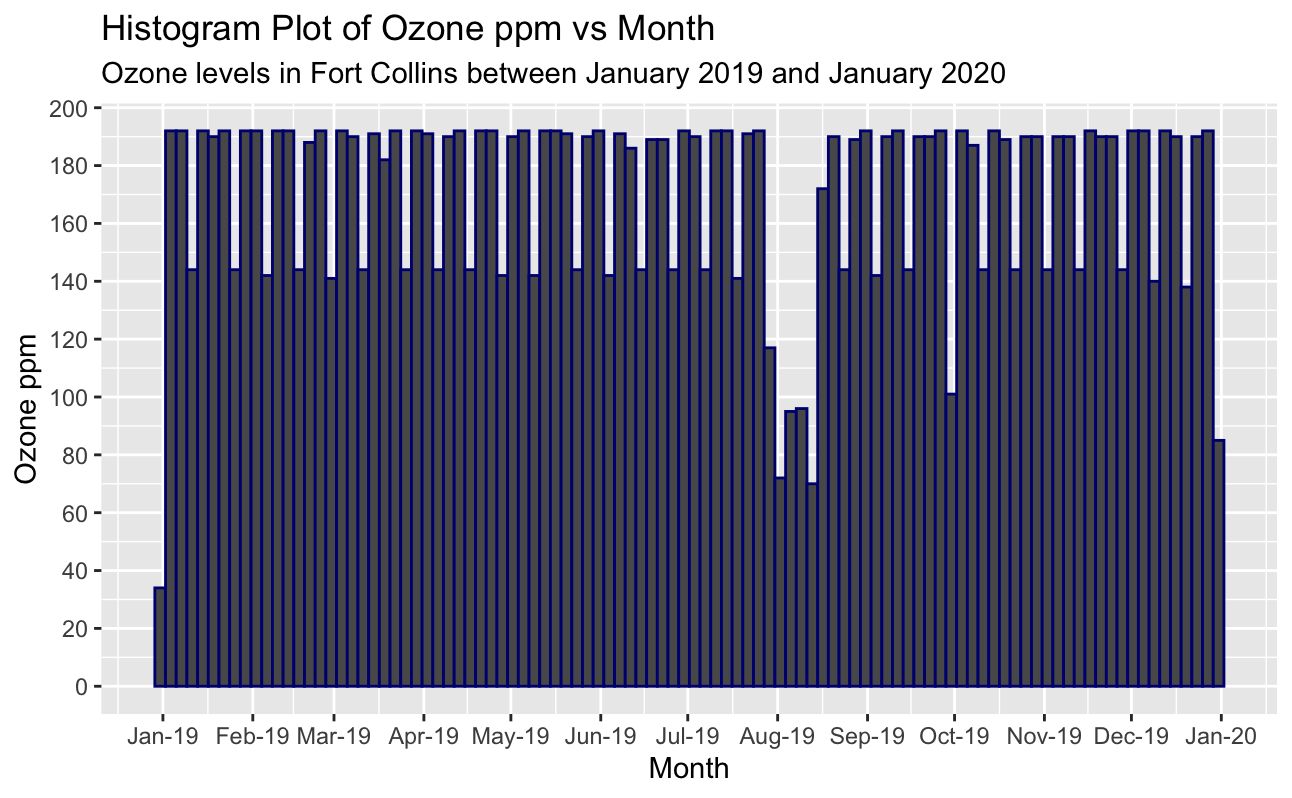 Histogram Plot of Ozone ppm vs Month
Ozone levels in Fort Collins between January 2019 and January 2020
200
180
160
140
120
100
80
60
40
20
0
Ozone ppm
Jan-19 Feb-19 Mar-19 Apr-19 May-19 Jun-19 Jul-19 Aug-19 Sep-19 Oct-19 Nov-19 Dec-19 Jan-20
Month